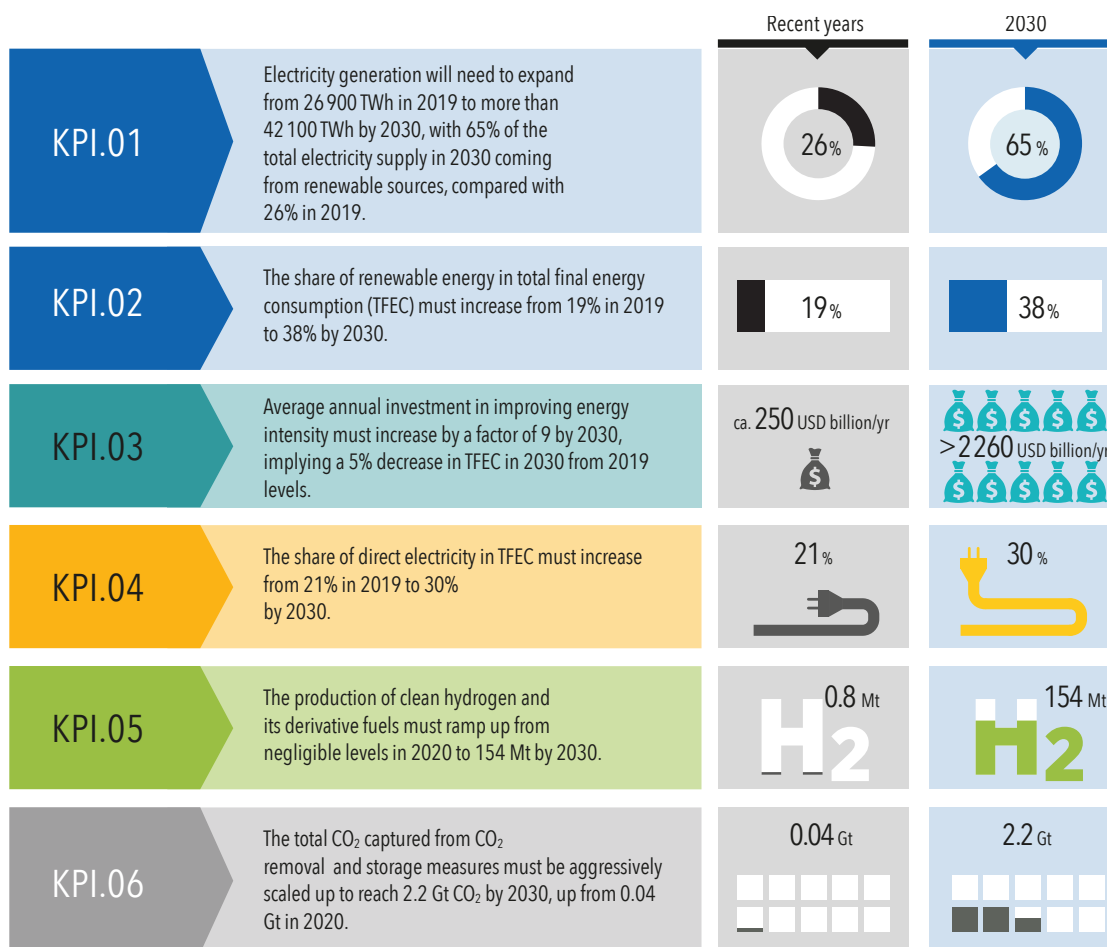 Recent years
2030
KPI.01
Electricity generation will need to expand
from 26 900 TWh in 2019 to more than
42 100 TWh by 2030, with 65% of the
total electricity supply in 2030 coming
from renewable sources, compared with
26% in 2019.
26%
65 %
KPI.02
The share of renewable energy in total final energy
consumption (TFEC) must increase from 19% in 2019
to 38% by 2030.
19%
38%
KPI.03
Average annual investment in improving energy
intensity must increase by a factor of 9 by 2030,
implying a 5% decrease in TFEC in 2030 from 2019
levels.
ca. 250 USD billion/yr
$
$ $ $ $ $
>2260 USD billion/yr
$ $ $ $ $
KPI.04
The share of direct electricity in TFEC must increase
from 21% in 2019 to 30%
by 2030.
21%
30 %
KPI.05
The production of clean hydrogen and
its derivative fuels must ramp up from
negligible levels in 2020 to 154 Mt by 2030.
0.8 Mt
H2
154 Mt
H2
KPI.06
The total CO₂ captured from CO₂
removal and storage measures must be aggressively
scaled up to reach 2.2 Gt CO₂ by 2030, up from 0.04
Gt in 2020.
0.04 Gt
2.2 Gt